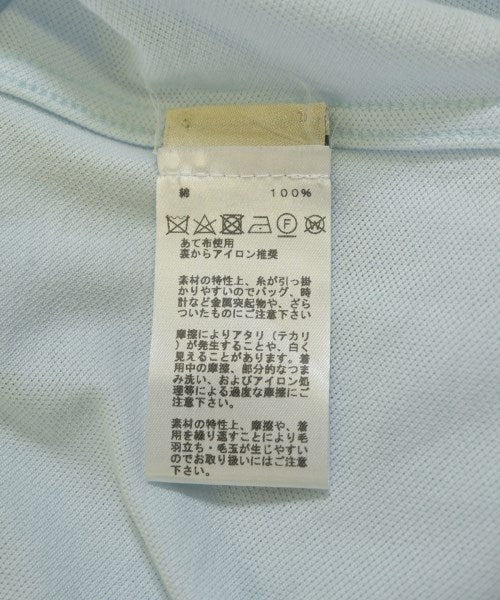 綿 100%
あて布使用
裏からアイロン推奨
素材の特性上、糸が引っ掛
かりやすいのでバッグ、時
計など金属突起物や、ざら
ついたものにご注意下さい
摩擦によりアタリ(テカリ
)が発生することや、白く
見えることがあります。着
用中の摩擦、部分的なつま
み洗い、およびアイロン処
理等による過度な摩擦にご
注意下さい。
素材の特性上、摩擦や、着
用を繰り返すことにより毛
羽立ち・毛玉が生じやすい
のでお取り扱いにはご注意
下さい。